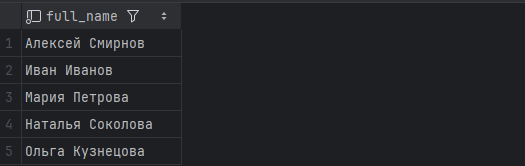 full_name
1 Алексей Смирнов
2 Иван Иванов
3 Мария Петрова
4 Наталья Соколова
5 Ольга Кузнецова